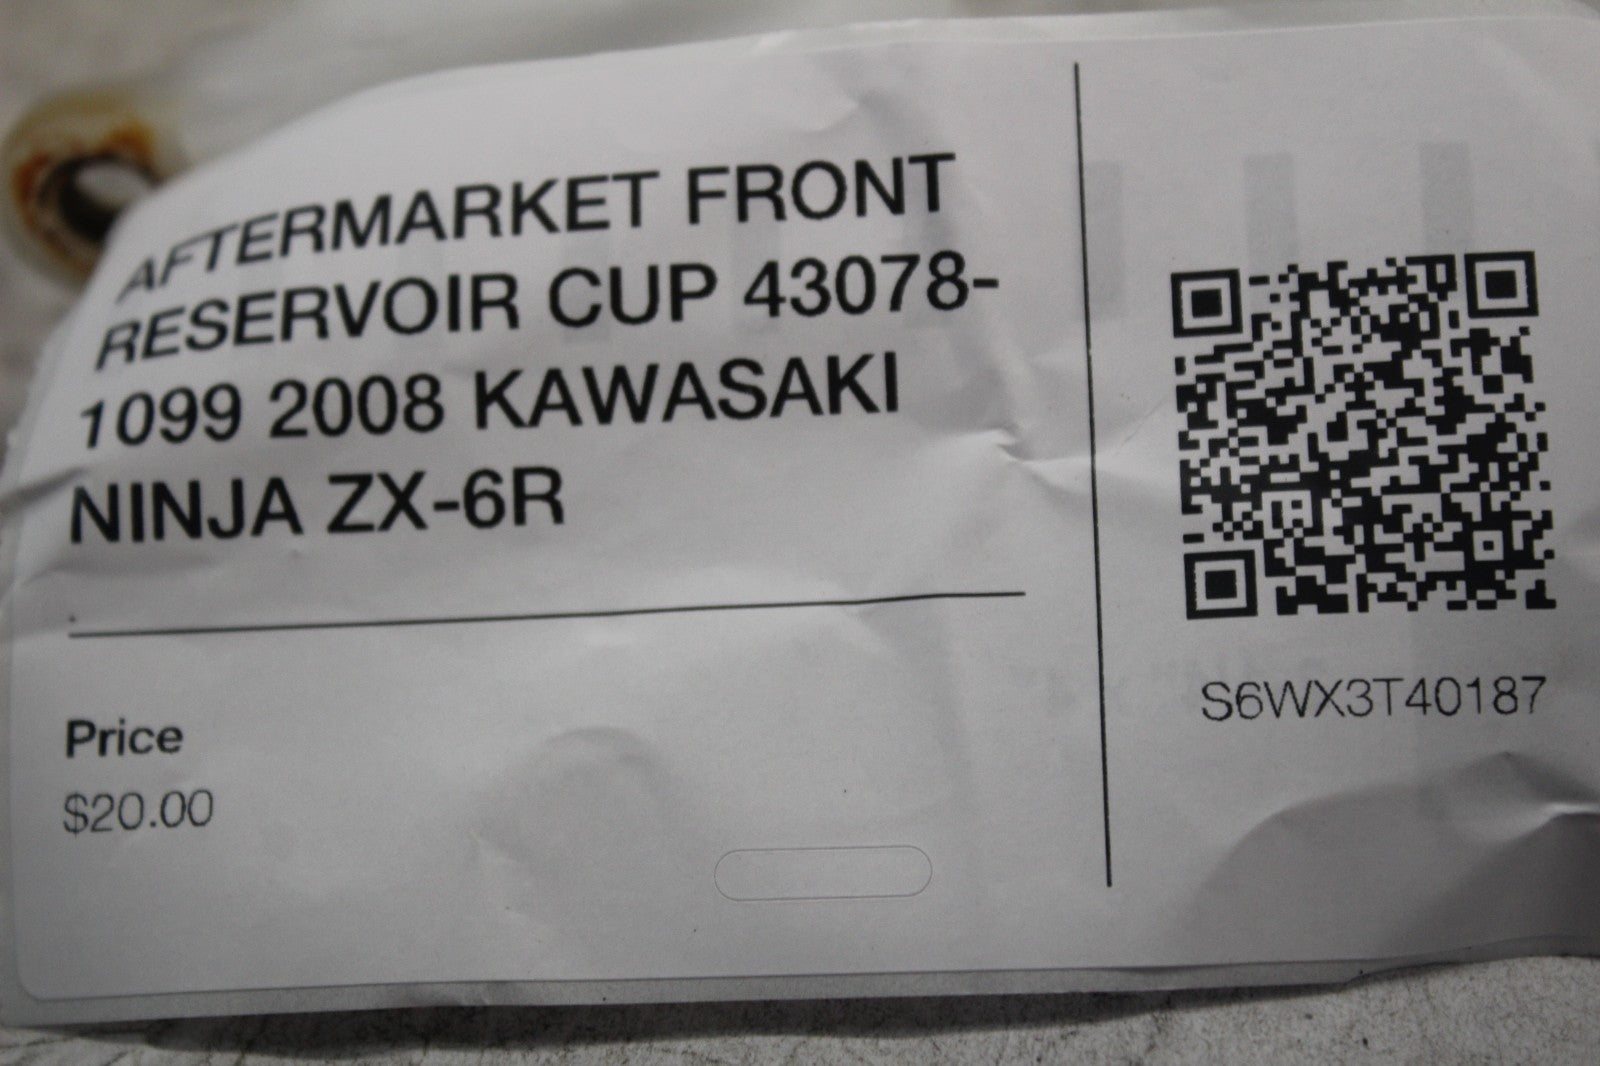 AFTERMARKET FRONT
RESERVOIR CUP 43078-
1099 2008 KAWASAKI
NINJA ZX-6R
Price
$20.00
S6WX3T40187